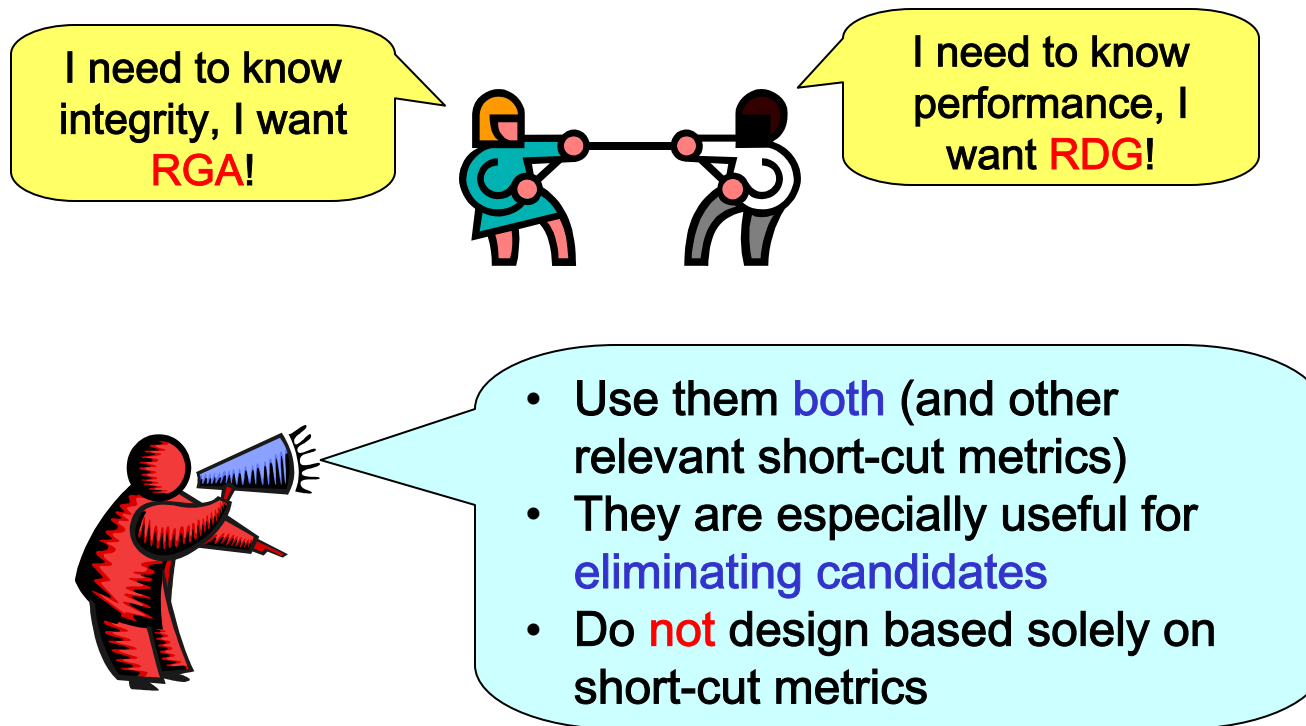 I need to know
integrity, I want
RGA!
I need to know
performance, I
want RDG!
• Use them both (and other
relevant short-cut metrics)
• They are especially useful for
eliminating candidates
• Do not design based solely on
short-cut metrics